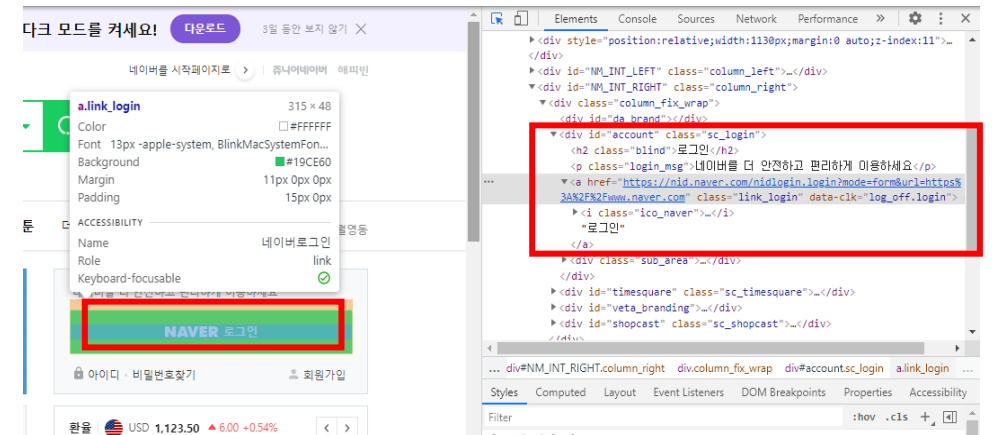 다크 모드를 켜세요! 다운로드 3일 동안 보지 않기 ×
네이버를 시작페이지로 > 쥬니어네이버 해피빈
a.link_login 315 × 48
Color #FFFFFF
Font 13px -apple-system, BlinkMacSystemFon...
Background #19CE60
Margin 11px 0px 0px
Padding 15px 0px
ACCESSIBILITY
Name 네이버로그인
Role link
Keyboard-focusable
NAVER 로그인
아이디 · 비밀번호찾기 회원가입
환율 USD 1,123.50 ▲ 6.00 +0.54% < >
Elements Console Sources Network Performance »
▶<div style="position:relative;width:1130px;margin:0 auto;z-index:11">…
</div>
▶<div id="NM_INT_LEFT" class="column_left">…</div>
▼<div id="NM_INT_RIGHT" class="column_right">
▼<div class="column_fix_wrap">
<div id="da_brand"></div>
▼<div id="account" class="sc_login">
<h2 class="blind">로그인</h2>
<p class="login_msg">네이버를 더 안전하고 편리하게 이용하세요</p>
▼<a href="https://nid.naver.com/nidlogin.login?mode=form&url=https%
3A%2F%2Fwww.naver.com" class="link_login" data-clk="log_off.login">
▶<i class="ico_naver">…</i>
"로그인"
</a>
▶<div class="sub_area">…</div>
</div>
▶<div id="timesquare" class="sc_timesquare">…</div>
▶<div id="veta_branding">…</div>
▶<div id="shopcast" class="sc_shopcast">…</div>
</div>
... div#NM_INT_RIGHT.column_right div.column_fix_wrap div#account.sc_login a.link_login ...
Styles Computed Layout Event Listeners DOM Breakpoints Properties Accessibility
Filter :hov .cls +